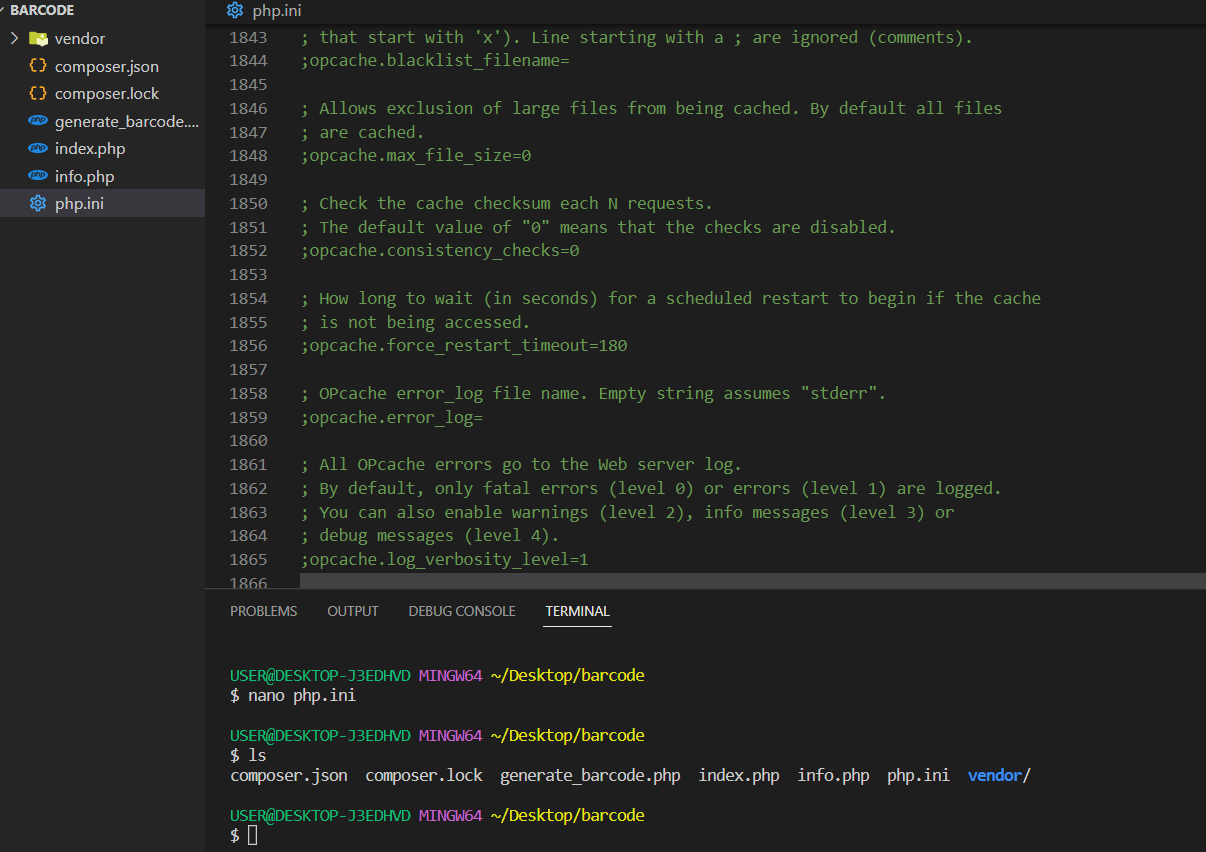 BARCODE
vendor
composer.json
composer.lock
generate_barcode....
index.php
info.php
php.ini
php.ini
1843 ; that start with 'x'). Line starting with a ; are ignored (comments).
1844 ;opcache.blacklist_filename=
1845
1846 ; Allows exclusion of large files from being cached. By default all files
1847 ; are cached.
1848 ;opcache.max_file_size=0
1849
1850 ; Check the cache checksum each N requests.
1851 ; The default value of "0" means that the checks are disabled.
1852 ;opcache.consistency_checks=0
1853
1854 ; How long to wait (in seconds) for a scheduled restart to begin if the cache
1855 ; is not being accessed.
1856 ;opcache.force_restart_timeout=180
1857
1858 ; OPcache error_log file name. Empty string assumes "stderr".
1859 ;opcache.error_log=
1860
1861 ; All OPcache errors go to the Web server log.
1862 ; By default, only fatal errors (level 0) or errors (level 1) are logged.
1863 ; You can also enable warnings (level 2), info messages (level 3) or
1864 ; debug messages (level 4).
1865 ;opcache.log_verbosity_level=1
1866
PROBLEMS OUTPUT DEBUG CONSOLE TERMINAL
USER@DESKTOP-J3EDHVD MINGW64 ~/Desktop/barcode
$ nano php.ini
USER@DESKTOP-J3EDHVD MINGW64 ~/Desktop/barcode
$ ls
composer.json composer.lock generate_barcode.php index.php info.php php.ini vendor/
USER@DESKTOP-J3EDHVD MINGW64 ~/Desktop/barcode
$